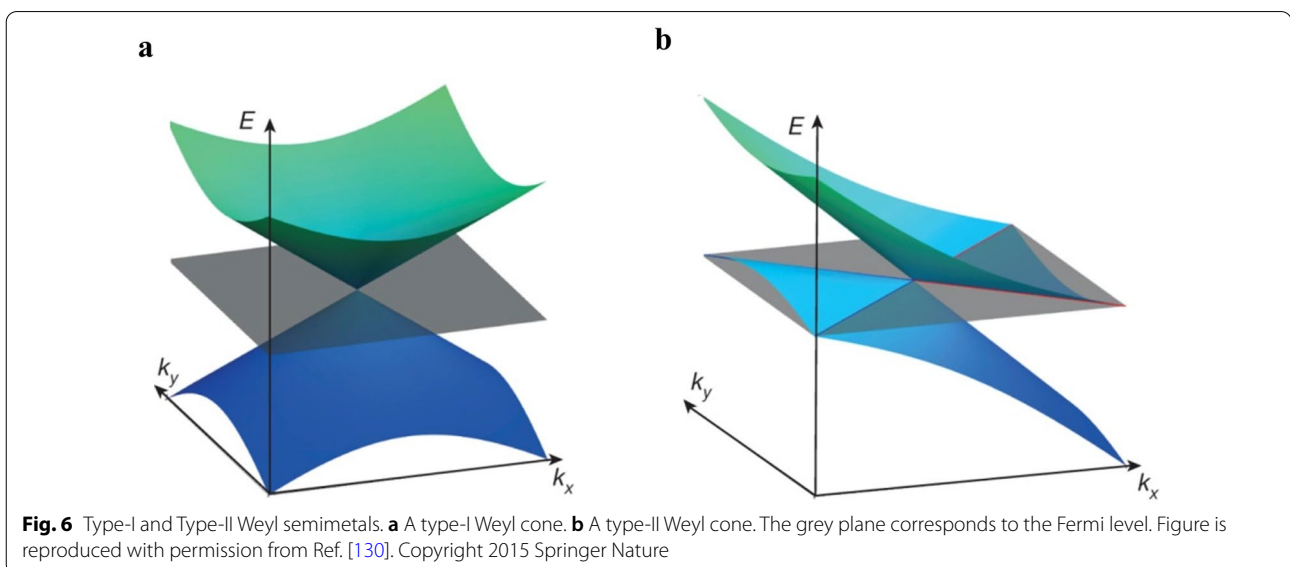 a
b
E
E
k_y
k_x
k_y
k_x
Fig. 6 Type-I and Type-II Weyl semimetals. a A type-I Weyl cone. b A type-II Weyl cone. The grey plane corresponds to the Fermi level. Figure is
reproduced with permission from Ref. [130]. Copyright 2015 Springer Nature